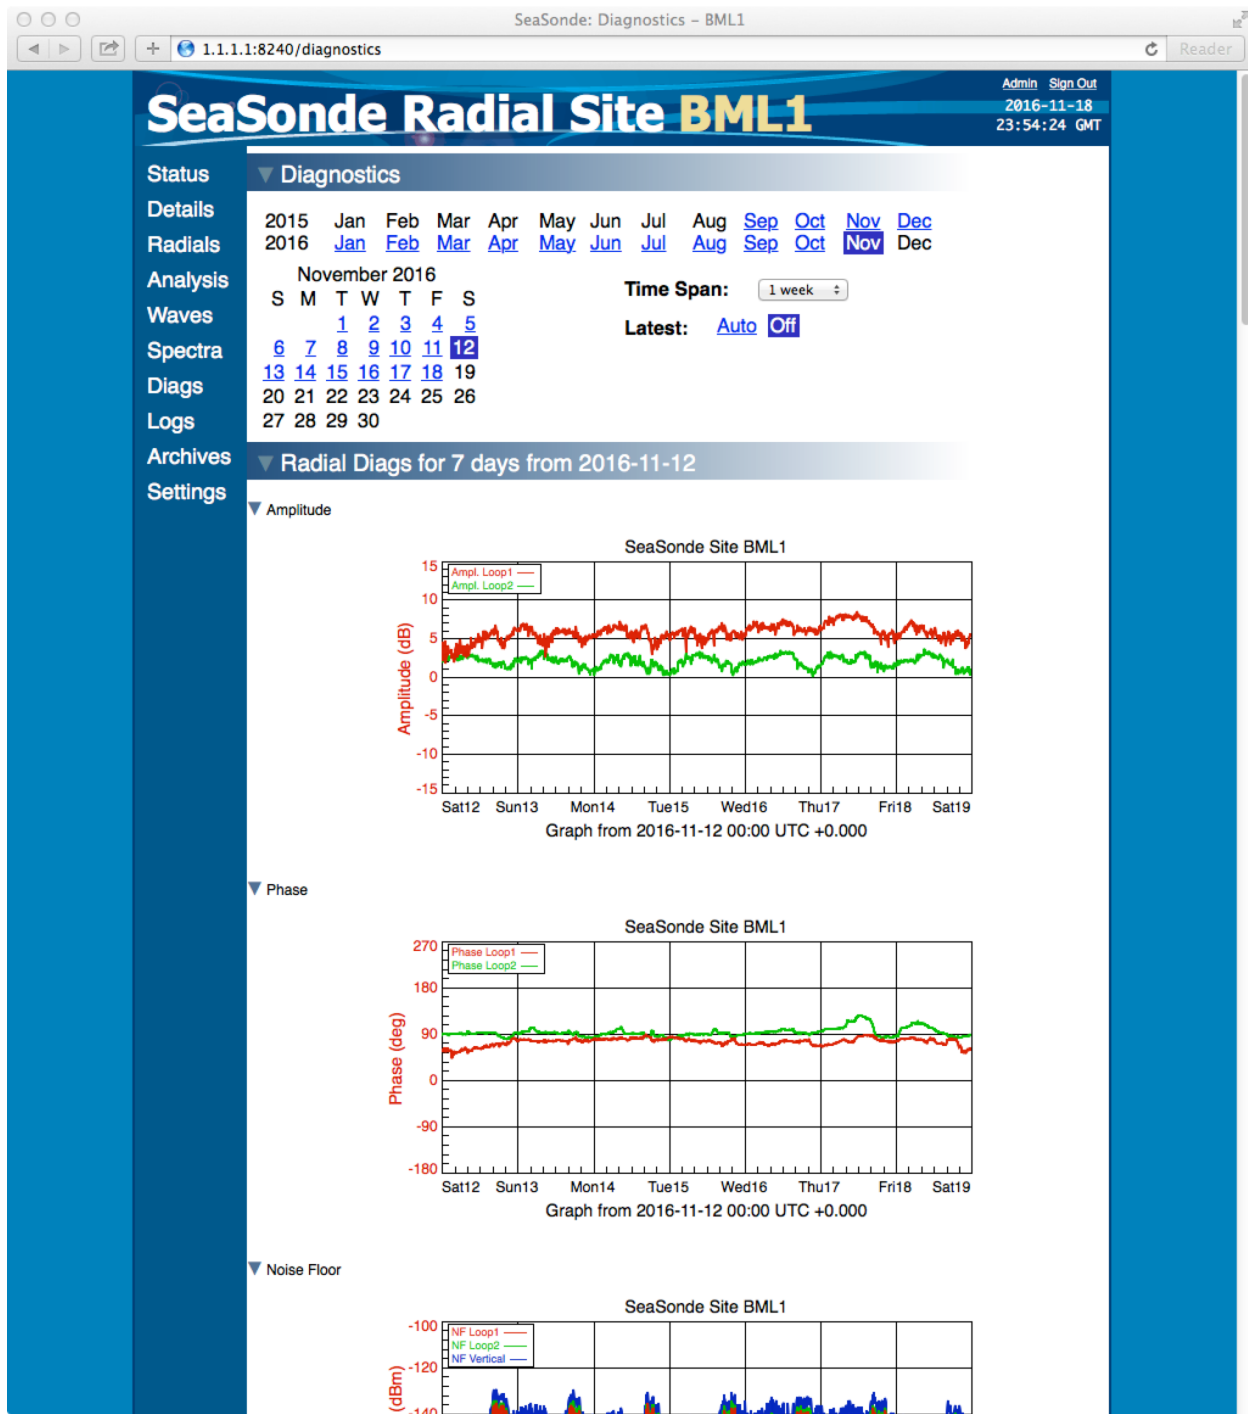 SeaSonde: Diagnostics – BML1
1.1.1.1:8240/diagnostics
Reader
Admin Sign Out
SeaSonde Radial Site BML1
2016-11-18
23:54:24 GMT
Status
Details
Radials
Analysis
Waves
Spectra
Diags
Logs
Archives
Settings
Diagnostics
2015 Jan Feb Mar Apr May Jun Jul Aug Sep Oct Nov Dec
2016 Jan Feb Mar Apr May Jun Jul Aug Sep Oct Nov Dec
November 2016
S M T W T F S
1 2 3 4 5
6 7 8 9 10 11 12
13 14 15 16 17 18 19
20 21 22 23 24 25 26
27 28 29 30
Time Span: 1 week
Latest: Auto Off
Radial Diags for 7 days from 2016-11-12
Amplitude
SeaSonde Site BML1
Ampl. Loop1
Ampl. Loop2
Amplitude (dB)
15
10
5
0
-5
-10
-15
Sat12 Sun13 Mon14 Tue15 Wed16 Thu17 Fri18 Sat19
Graph from 2016-11-12 00:00 UTC +0.000
Phase
SeaSonde Site BML1
Phase Loop1
Phase Loop2
Phase (deg)
270
180
90
0
-90
-180
Sat12 Sun13 Mon14 Tue15 Wed16 Thu17 Fri18 Sat19
Graph from 2016-11-12 00:00 UTC +0.000
Noise Floor
SeaSonde Site BML1
NF Loop1
NF Loop2
NF Vertical
(dBm)
-100
-120
-140